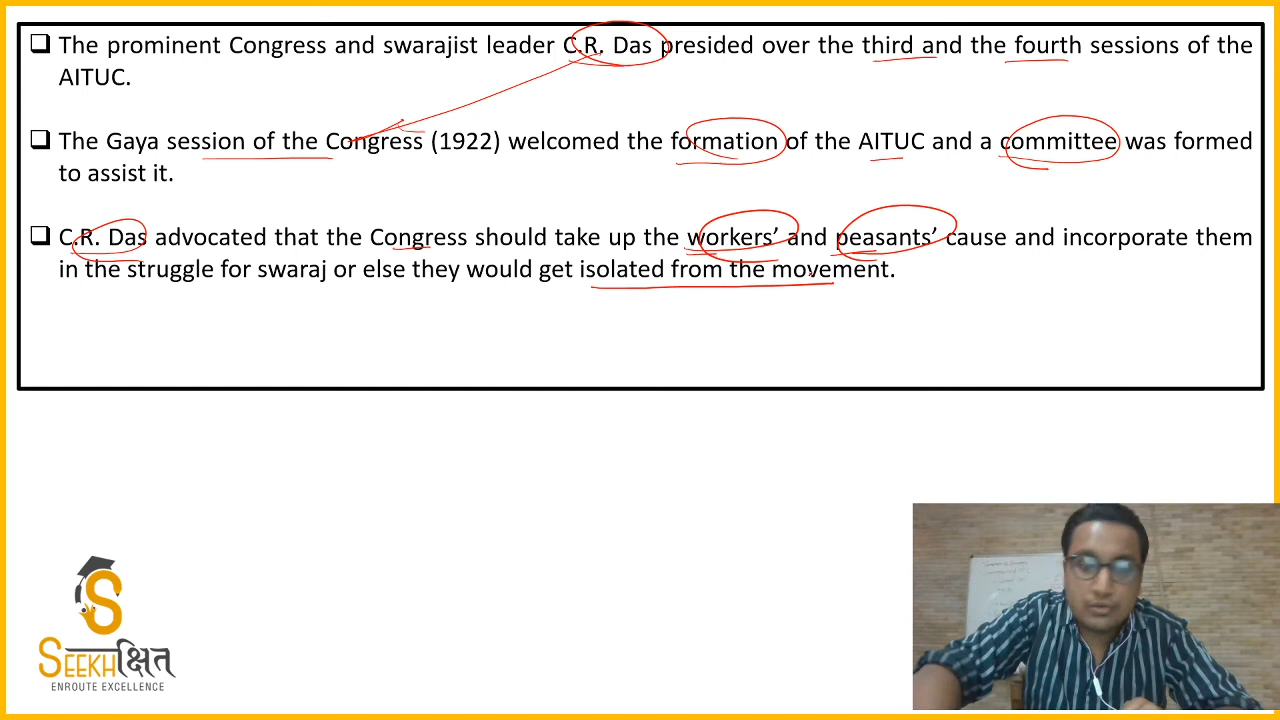 ❑ The prominent Congress and swarajist leader C.R. Das presided over the third and the fourth sessions of the
AITUC.
❑ The Gaya session of the Congress (1922) welcomed the formation of the AITUC and a committee was formed
to assist it.
❑ C.R. Das advocated that the Congress should take up the workers’ and peasants’ cause and incorporate them
in the struggle for swaraj or else they would get isolated from the movement.
S
SEEKHक्षित
ENROUTE EXCELLENCE